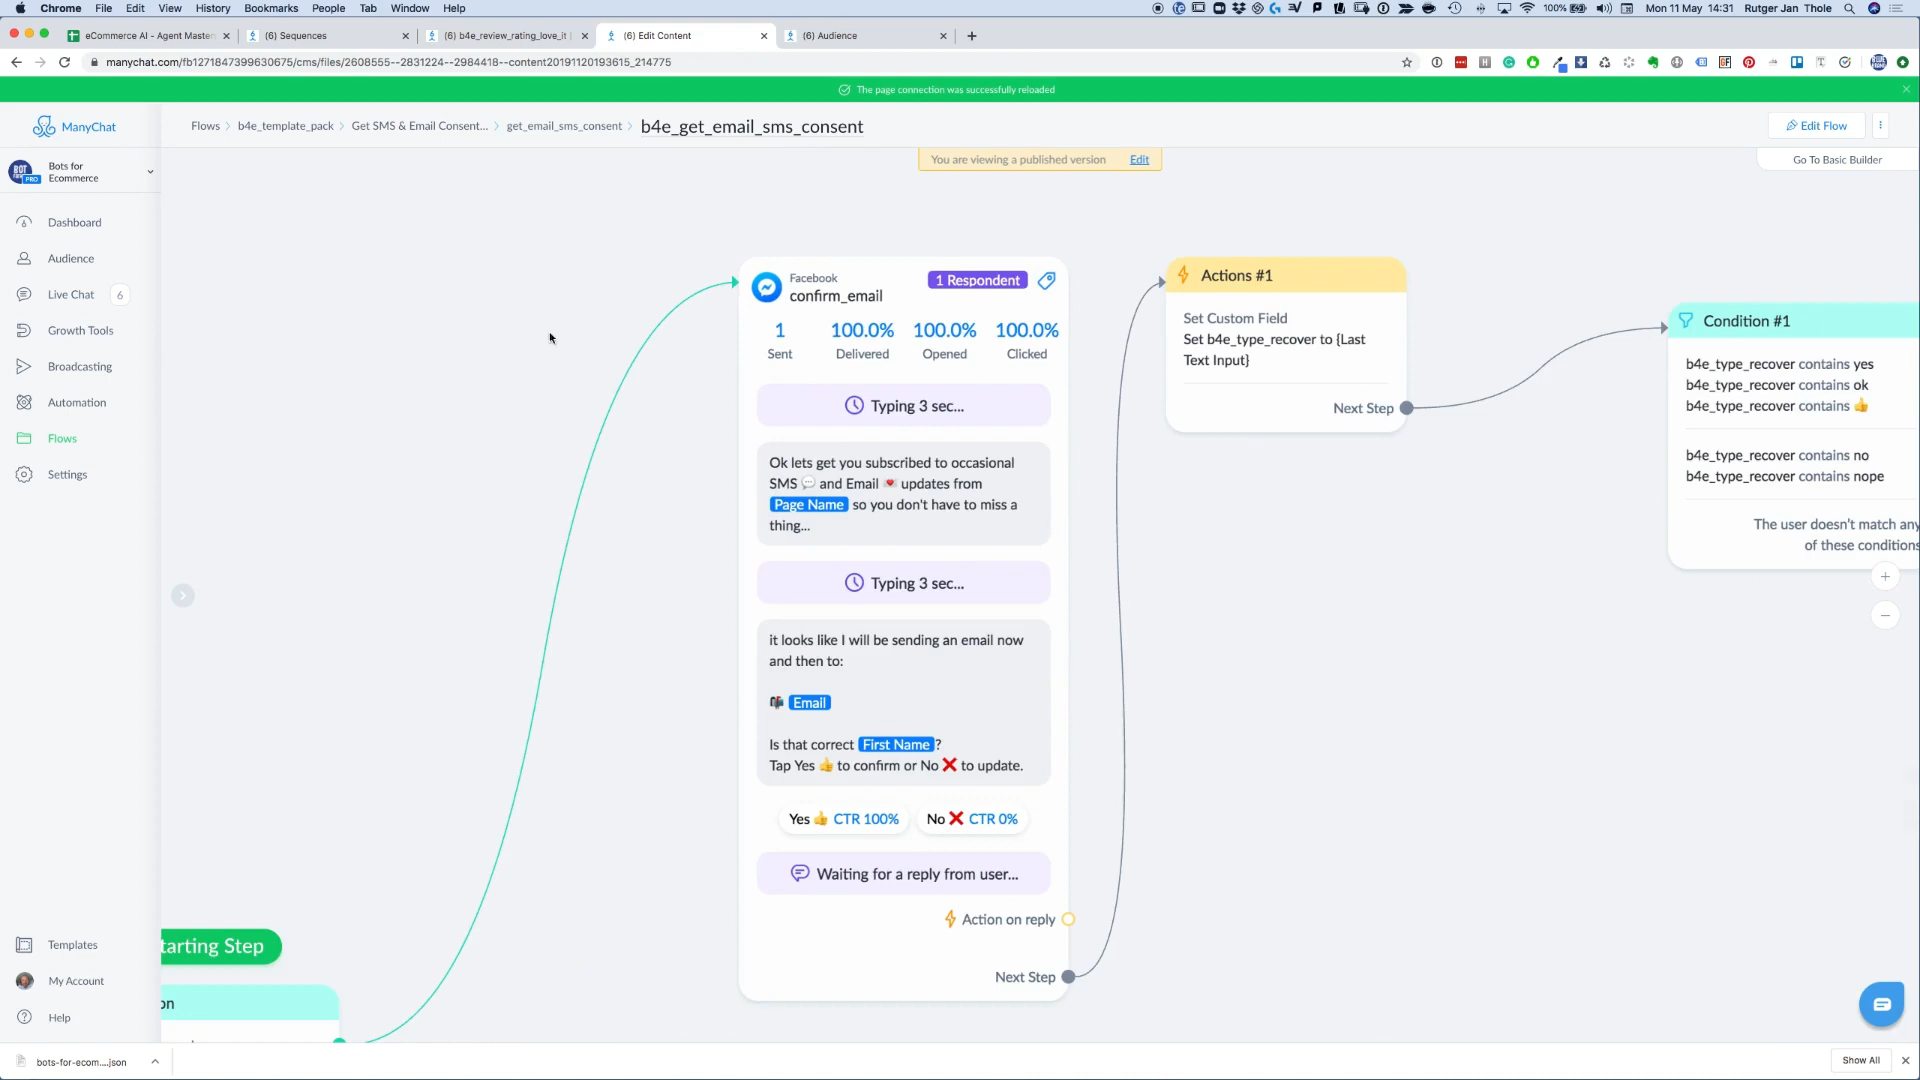 Chrome File Edit View History Bookmarks People Tab Window Help 100% Mon 11 May 14:31 Rutger Jan Thole
eCommerce AI - Agent Master (6) Sequences (6) b4e_review_rating_love_it (6) Edit Content (6) Audience
manychat.com/fb1271847399630675/cms/files/2608555--2831224--2984418--content20191120193615_214775
The page connection was successfully reloaded
ManyChat
Flows > b4e_template_pack > Get SMS & Email Consent... > get_email_sms_consent > b4e_get_email_sms_consent
Edit Flow
You are viewing a published version Edit
Go To Basic Builder
BOT
PRO
Bots for
Ecommerce
Dashboard
Audience
Live Chat 6
Growth Tools
Broadcasting
Automation
Flows
Settings
Templates
My Account
Help
Facebook
confirm_email
1 Respondent
1 100.0% 100.0% 100.0%
Sent Delivered Opened Clicked
Typing 3 sec...
Ok lets get you subscribed to occasional
SMS 💬 and Email 💌 updates from
Page Name so you don't have to miss a
thing...
Typing 3 sec...
it looks like I will be sending an email now
and then to:
📬 Email
Is that correct First Name ?
Tap Yes 👍 to confirm or No ❌ to update.
Yes 👍 CTR 100% No ❌ CTR 0%
Waiting for a reply from user...
Action on reply
Next Step
Actions #1
Set Custom Field
Set b4e_type_recover to {Last
Text Input}
Next Step
Condition #1
b4e_type_recover contains yes
b4e_type_recover contains ok
b4e_type_recover contains 👍
b4e_type_recover contains no
b4e_type_recover contains nope
The user doesn't match any
of these conditions
tarting Step
on
bots-for-ecom....json
Show All